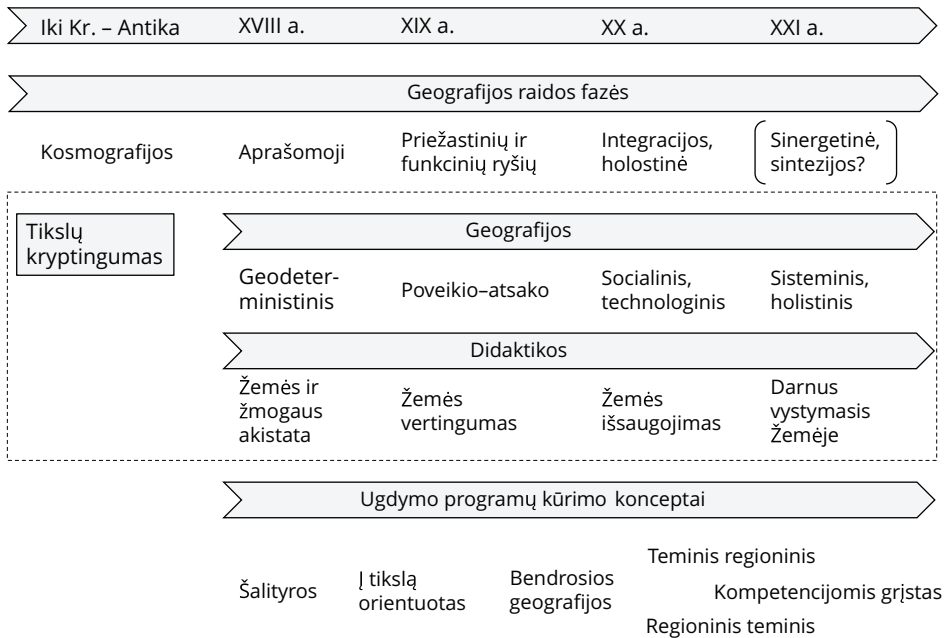 Iki Kr. – Antika XVIII a. XIX a. XX a. XXI a.
Geografijos raidos fazės
Kosmografijos
Aprašomoji
Priežastinių ir
funkcinių ryšių
Integracijos,
holostinė
Sinergetinė,
sintezijos?
Tikslų
kryptingumas
Geografijos
Geodeter-
ministinis
Poveikio–atsako
Socialinis,
technologinis
Sisteminis,
holistinis
Didaktikos
Žemės ir
žmogaus
akistata
Žemės
vertingumas
Žemės
išsaugojimas
Darnus
vystymasis
Žemėje
Ugdymo programų kūrimo konceptai
Šalityros
Į tikslą
orientuotas
Bendrosios
geografijos
Teminis regioninis
Kompetencijomis grįstas
Regioninis teminis